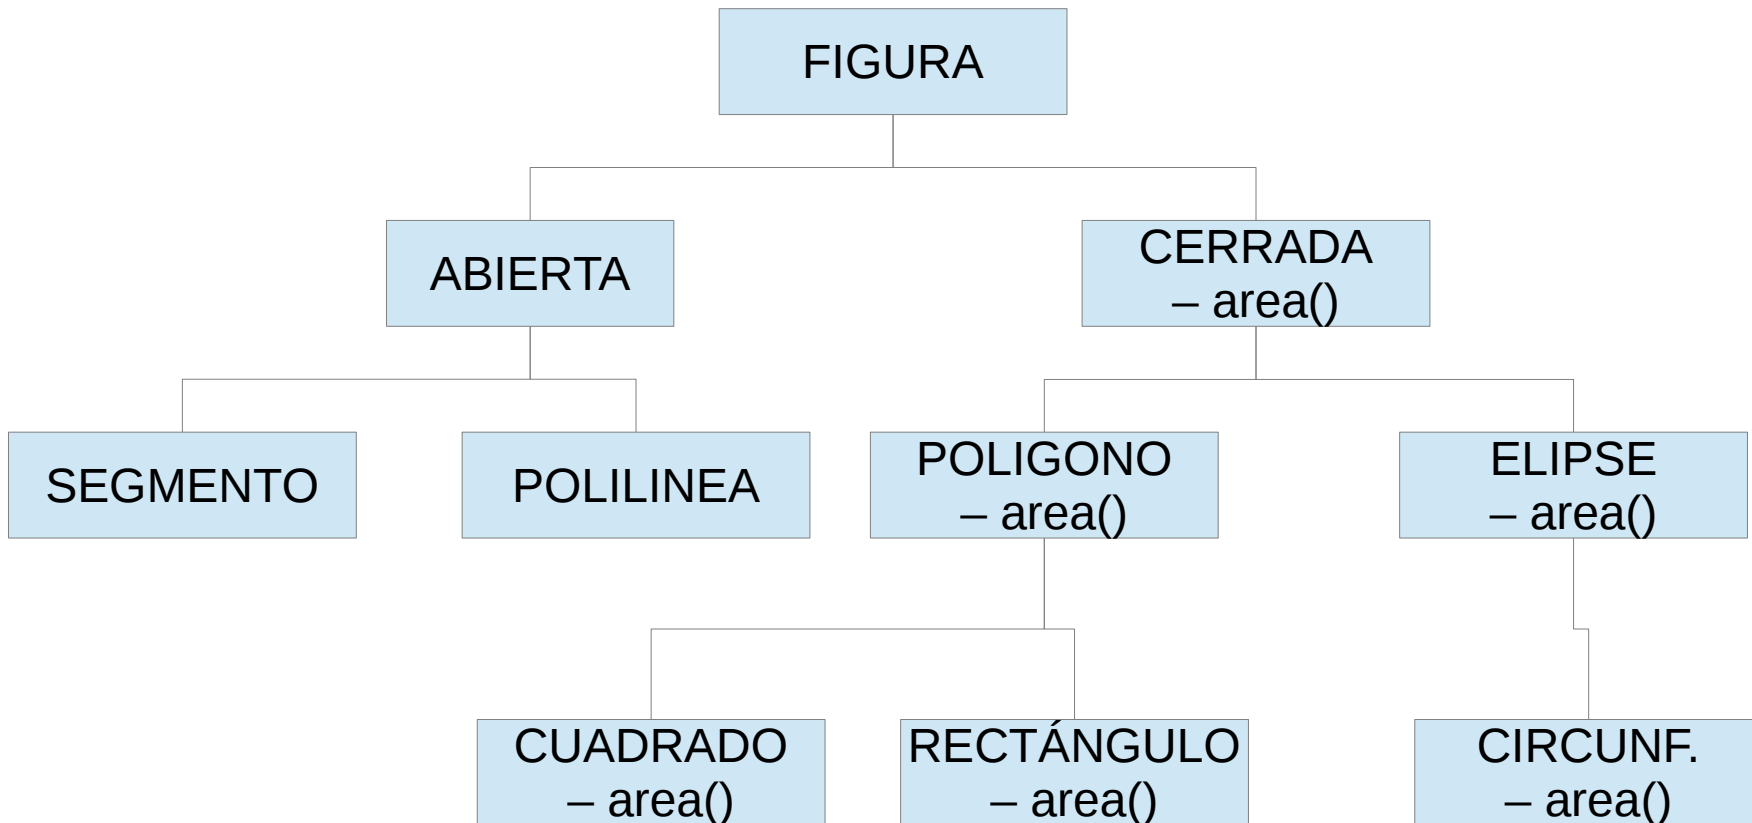 FIGURA
ABIERTA
CERRADA
– area()
SEGMENTO
POLILINEA
POLIGONO
– area()
ELIPSE
– area()
CUADRADO
– area()
RECTÁNGULO
– area()
CIRCUNF.
– area()